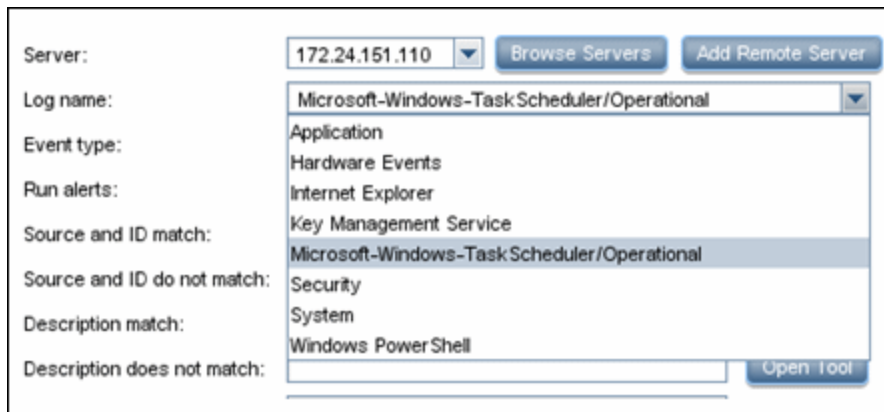 Server: 172.24.151.110 Browse Servers Add Remote Server
Log name: Microsoft-Windows-TaskScheduler/Operational
Application
Event type:
Hardware Events
Run alerts:
Internet Explorer
Source and ID match:
Key Management Service
Microsoft-Windows-TaskScheduler/Operational
Source and ID do not match:
Security
Description match:
System
Windows PowerShell
Description does not match:
Open Tool